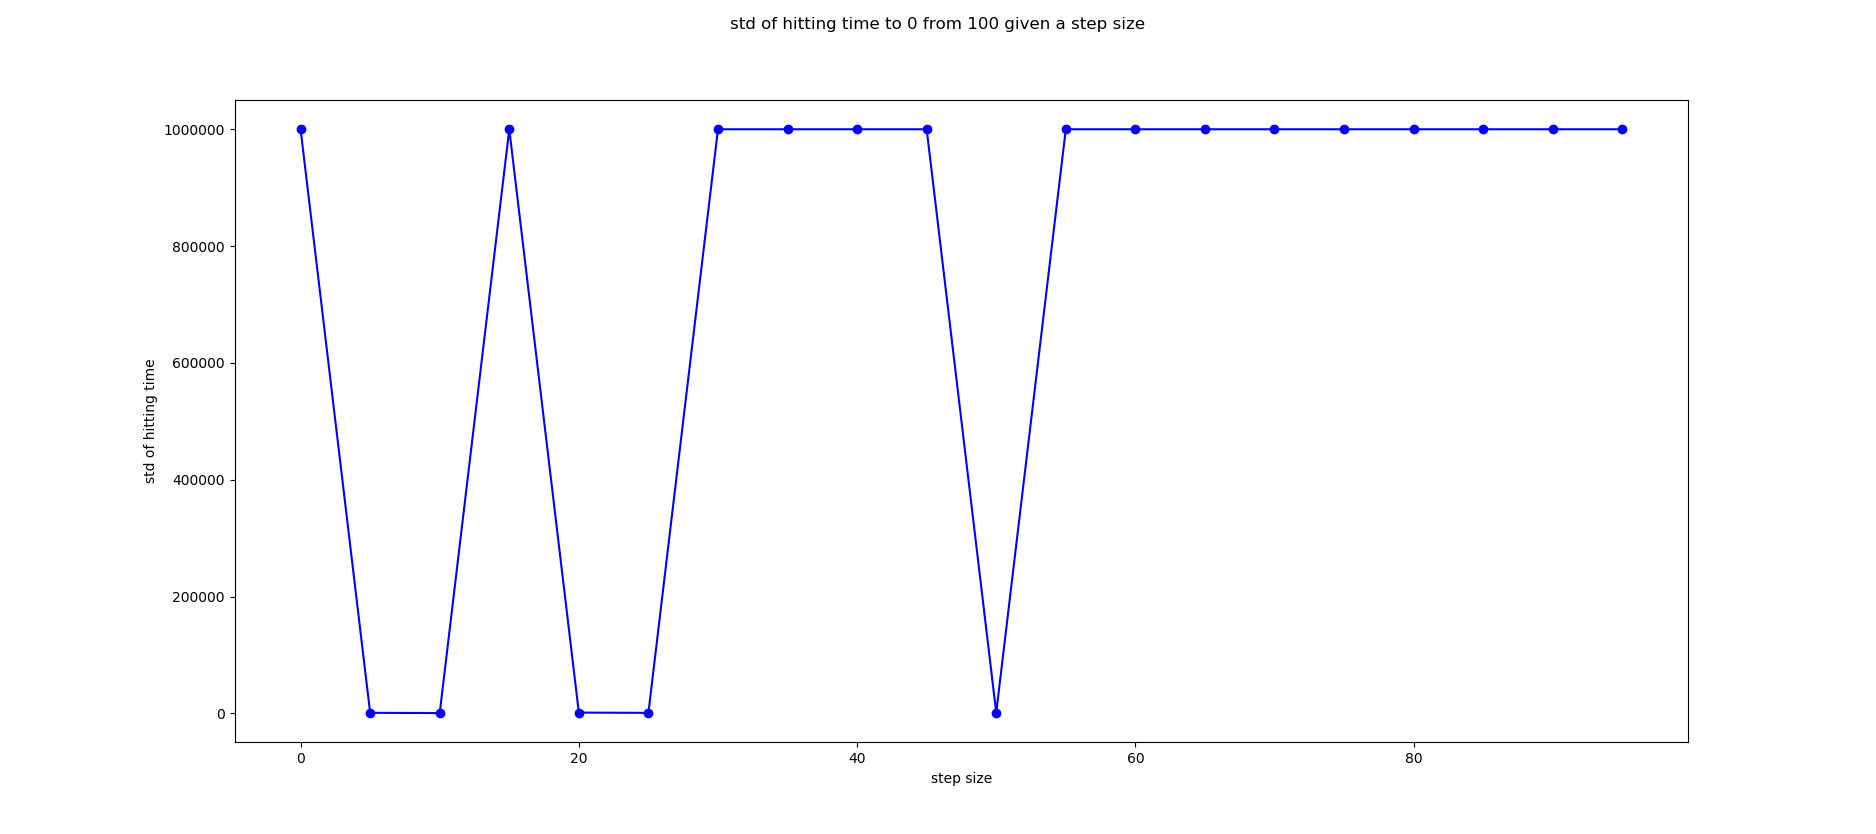 std of hitting time to 0 from 100 given a step size
1000000
800000
600000
400000
200000
0
std of hitting time
0 20 40 60 80
step size